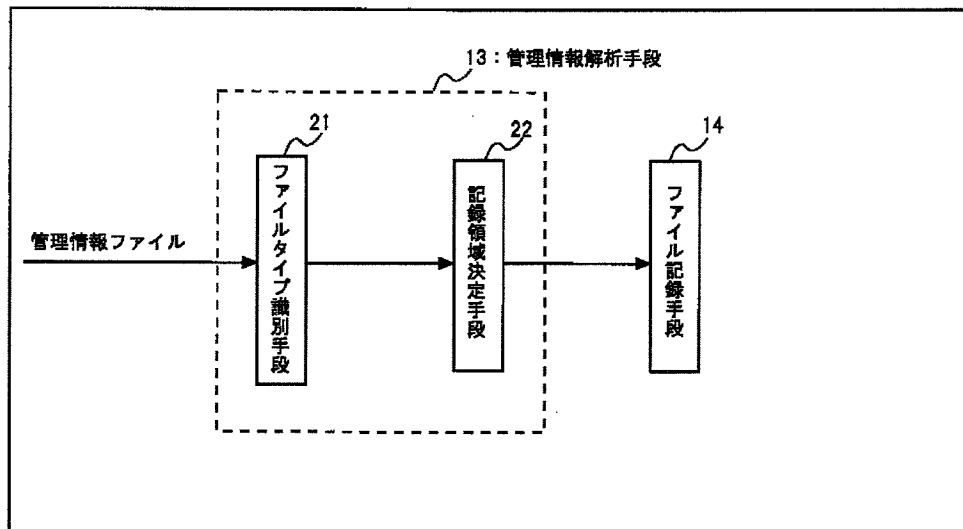 13：管理情報解析手段
21
22
14
管理情報ファイル
ファイルタイプ識別手段
記録領域決定手段
ファイル記録手段